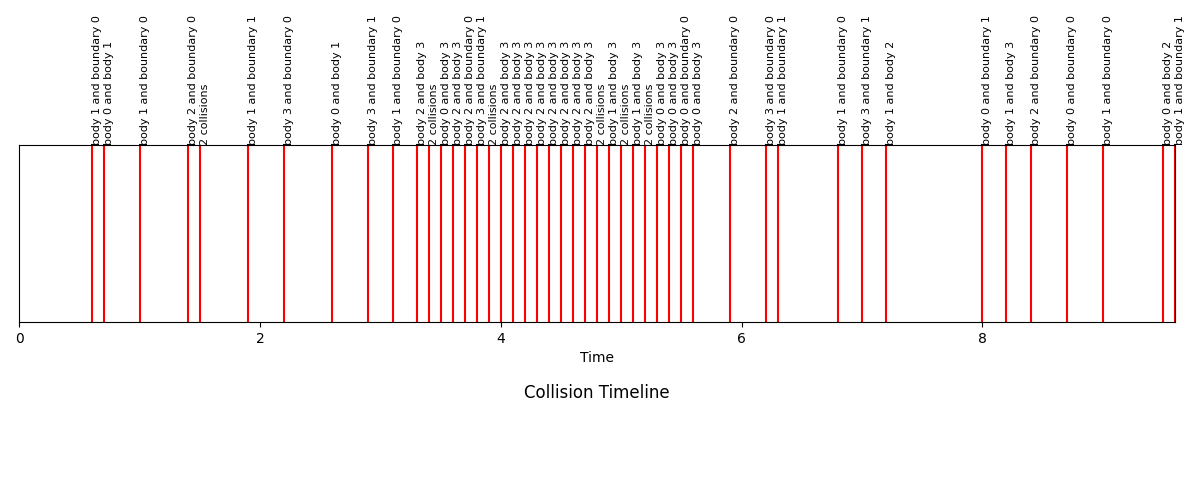 body 1 and boundary 0
body 0 and body 1
body 1 and boundary 0
body 2 and boundary 0
2 collisions
body 1 and boundary 1
body 3 and boundary 0
body 0 and body 1
body 3 and boundary 1
body 1 and boundary 0
body 2 and body 3
2 collisions
body 0 and body 3
body 2 and body 3
body 2 and boundary 0
body 3 and boundary 1
2 collisions
body 2 and body 3
body 2 and body 3
body 2 and body 3
body 2 and body 3
body 2 and body 3
body 2 and body 3
body 2 and body 3
body 2 and body 3
2 collisions
body 1 and body 3
2 collisions
body 1 and body 3
2 collisions
body 0 and body 3
body 0 and body 3
body 0 and boundary 0
body 0 and body 3
body 2 and boundary 0
body 3 and boundary 0
body 1 and boundary 1
body 1 and boundary 0
body 3 and boundary 1
body 1 and body 2
body 0 and boundary 1
body 1 and body 3
body 2 and boundary 0
body 0 and boundary 0
body 1 and boundary 0
body 0 and body 2
body 1 and boundary 1
0 2 4 6 8
Time
Collision Timeline